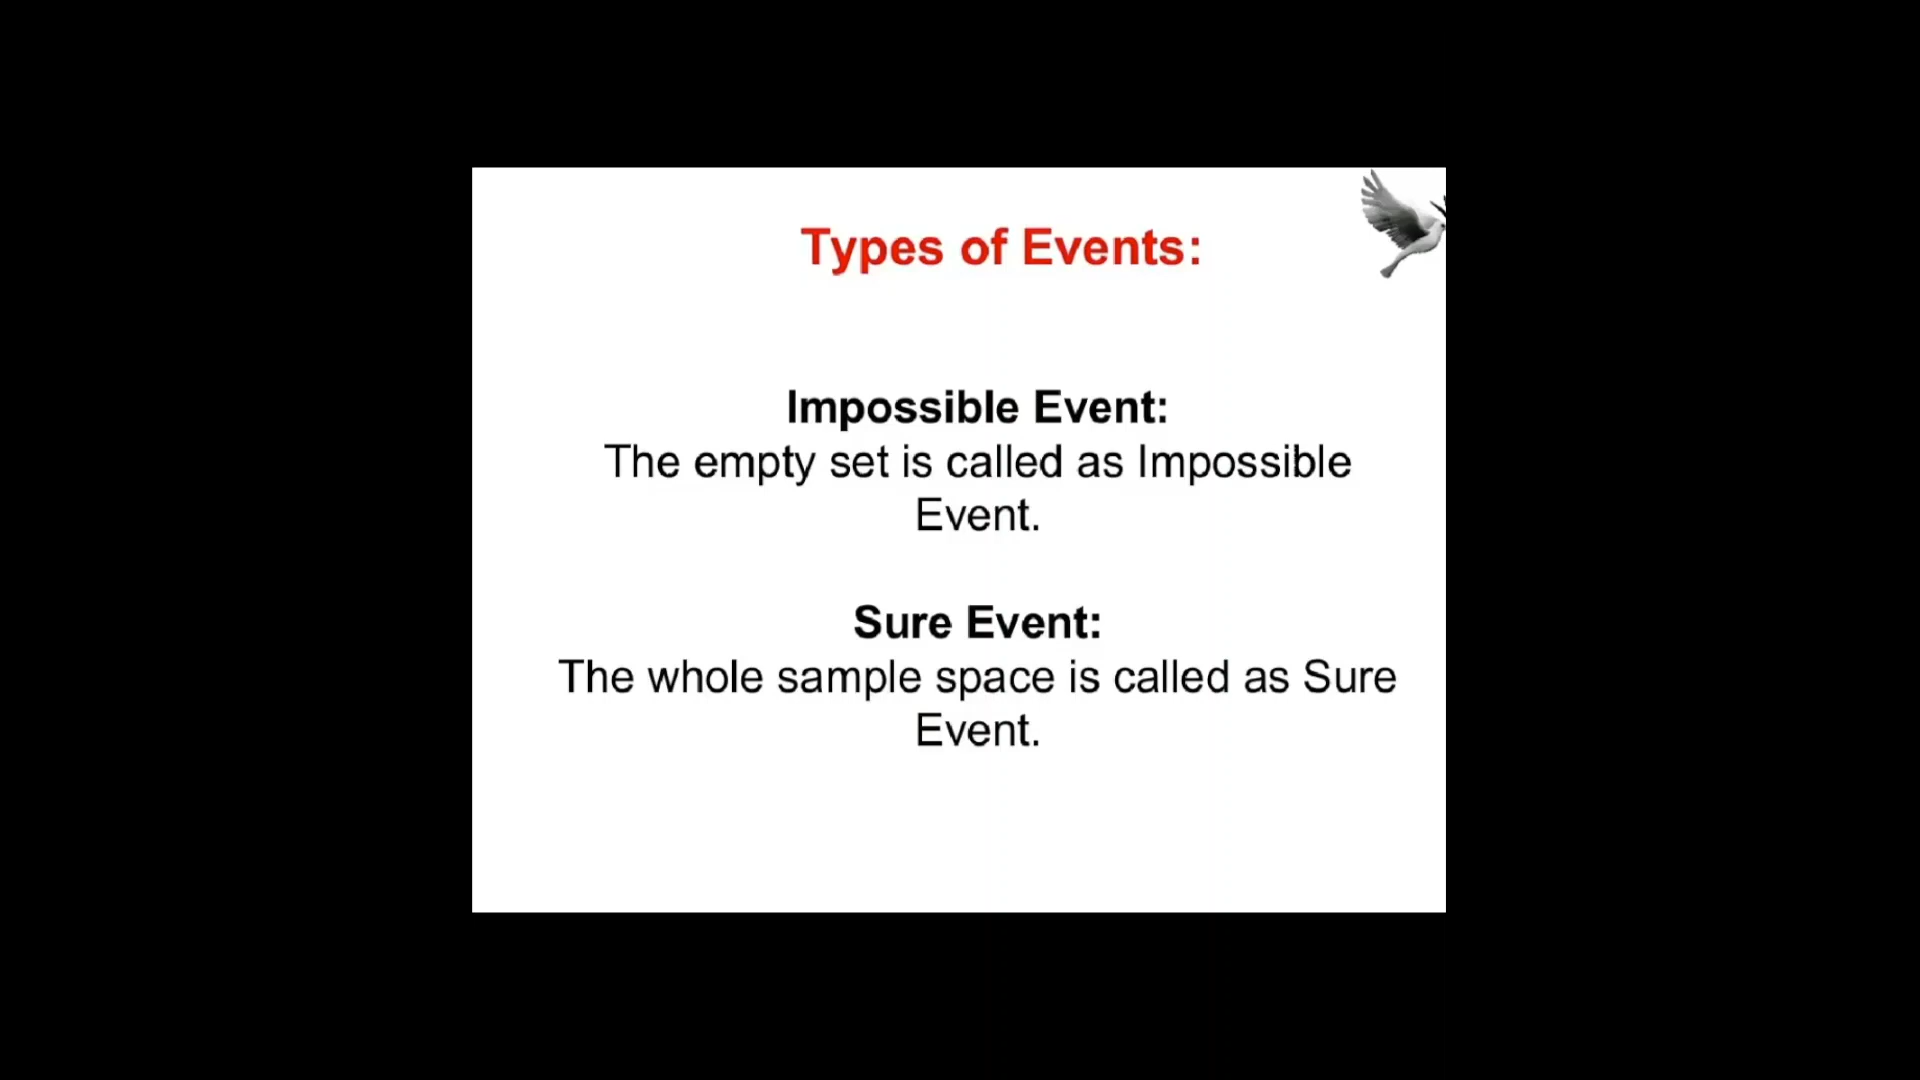 Types of Events:
Impossible Event:
The empty set is called as Impossible
Event.
Sure Event:
The whole sample space is called as Sure
Event.